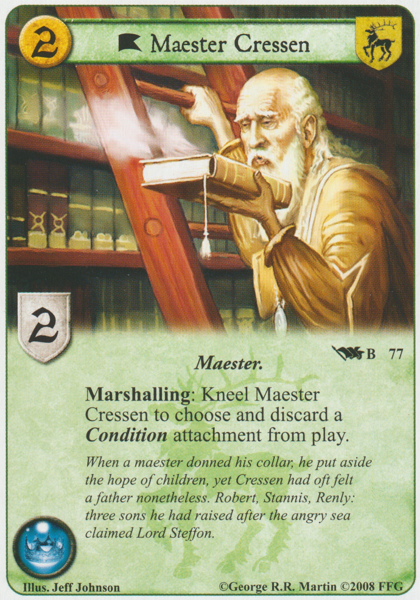 2
Maester Cressen
2
Maester.
B 77
Marshalling: Kneel Maester
Cressen to choose and discard a
Condition attachment from play.
When a maester donned his collar, he put aside
the hope of children, yet Cressen had oft felt
a father nonetheless. Robert, Stannis, Renly:
three sons he had raised after the angry sea
claimed Lord Steffon.
Illus. Jeff Johnson
©George R.R. Martin ©2008 FFG